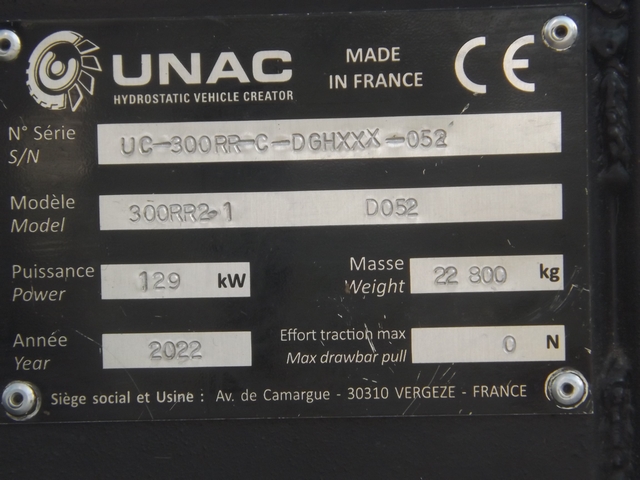 UNAC
HYDROSTATIC VEHICLE CREATOR
MADE
IN FRANCE
CE
N° Série
S/N
UC-300RR-C-DGHXXX-052
Modèle
Model
300RR2.1 D052
Puissance
Power
129 kW
Masse
Weight
22 800 kg
Année
Year
2022
Effort traction max
Max drawbar pull
0 N
Siège social et Usine : Av. de Camargue - 30310 VERGEZE - FRANCE